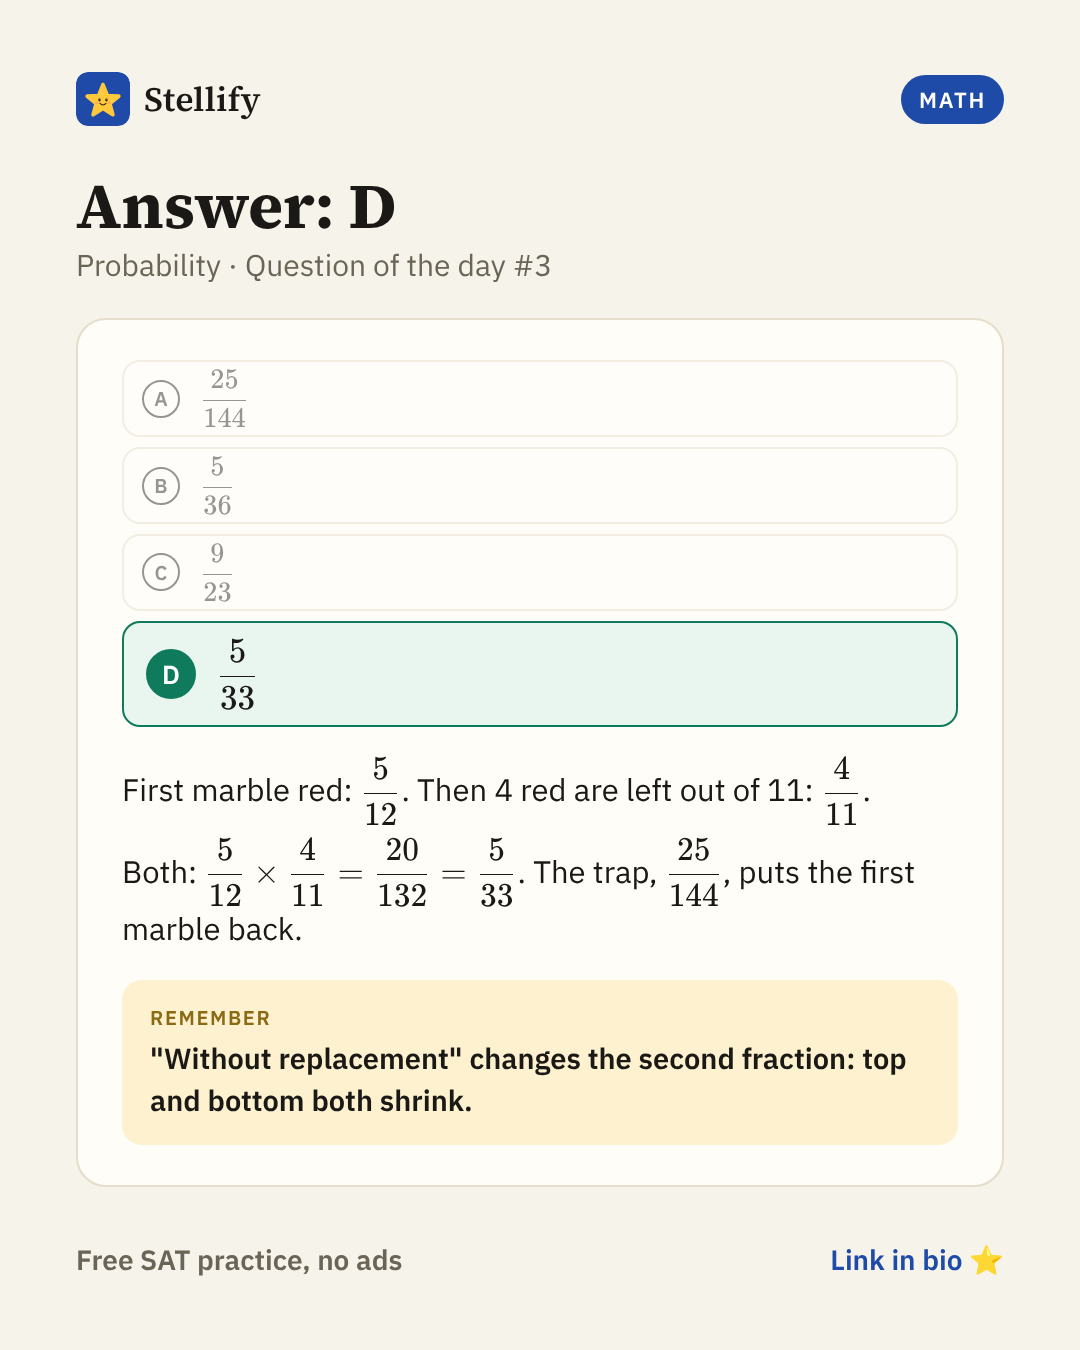 Stellify
MATH
Answer: D
Probability · Question of the day #3
A 25/144
B 5/36
C 9/23
D 5/33
First marble red: 5/12. Then 4 red are left out of 11: 4/11.
Both: 5/12 × 4/11 = 20/132 = 5/33. The trap, 25/144, puts the first
marble back.
REMEMBER
"Without replacement" changes the second fraction: top
and bottom both shrink.
Free SAT practice, no ads
Link in bio ⭐